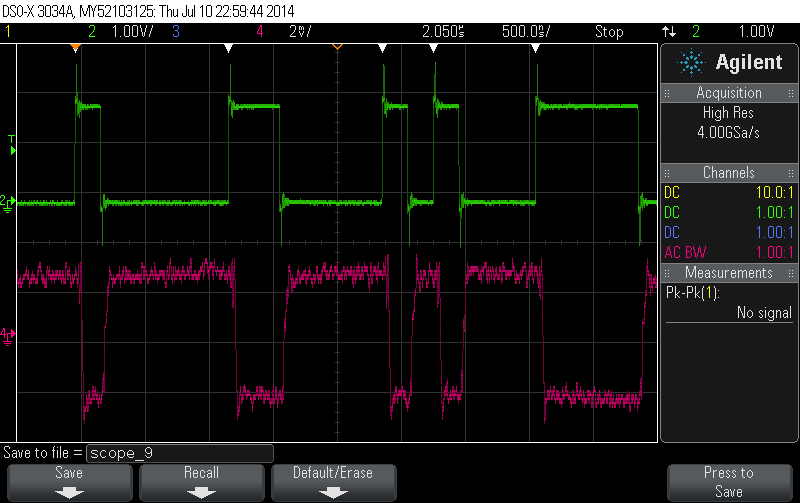 DSO-X 3034A, MY52103125: Thu Jul 10 22:59:44 2014
1 2 1.00V/ 3 4 2.050s 500.0s/ Stop 2 1.00V
Agilent
Acquisition
High Res
4.00GSa/s
Channels
DC 10.0:1
DC 1.00:1
DC 1.00:1
AC BW 1.00:1
Measurements
Pk-Pk(1):
No signal
T
2
4
Save to file = scope_9
Save
Recall
Default/Erase
Press to
Save